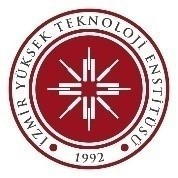 İZMİR YÜKSEK TEKNOLOJİ ENSTİTÜSÜ
• 1992 •